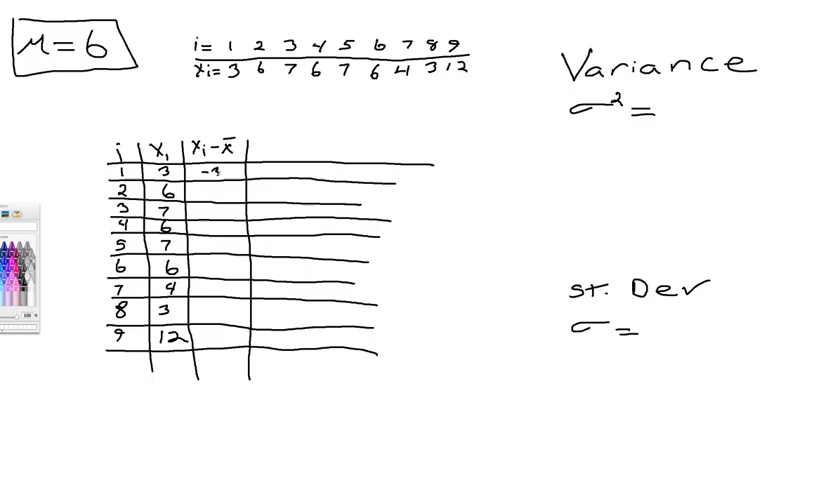 μ = 6
i= 1 2 3 4 5 6 7 8 9
xi= 3 6 7 6 7 6 4 3 12
Variance
σ² =
i xi xi - x̄
1 3 -3
2 6
3 7
4 6
5 7
6 6
7 4
8 3
9 12
st. Dev
σ =